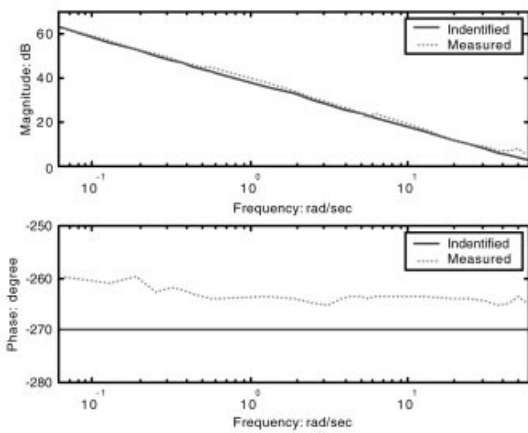 60
40
20
0
Magnitude: dB
Indentified
Measured
10^-1
10^0
10^1
Frequency: rad/sec
-250
-260
-270
-280
Phase: degree
Indentified
Measured
10^-1
10^0
10^1
Frequency: rad/sec